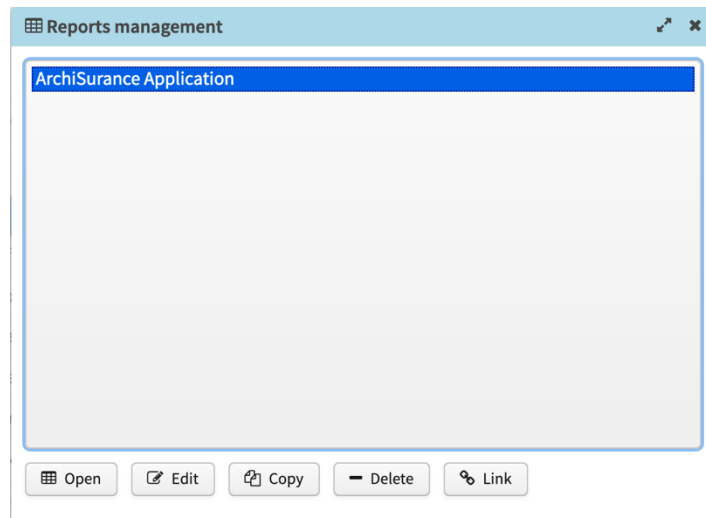 Reports management
ArchiSurance Application
Open Edit Copy Delete Link